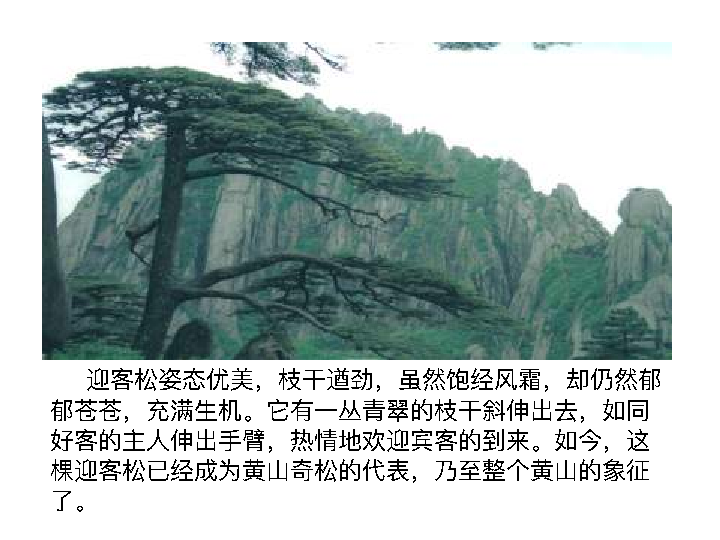 迎客松姿态优美，枝干遒劲，虽然饱经风霜，却仍然郁
郁苍苍，充满生机。它有一丛青翠的枝干斜伸出去，如同
好客的主人伸出手臂，热情地欢迎宾客的到来。如今，这
棵迎客松已经成为黄山奇松的代表，乃至整个黄山的象征
了。